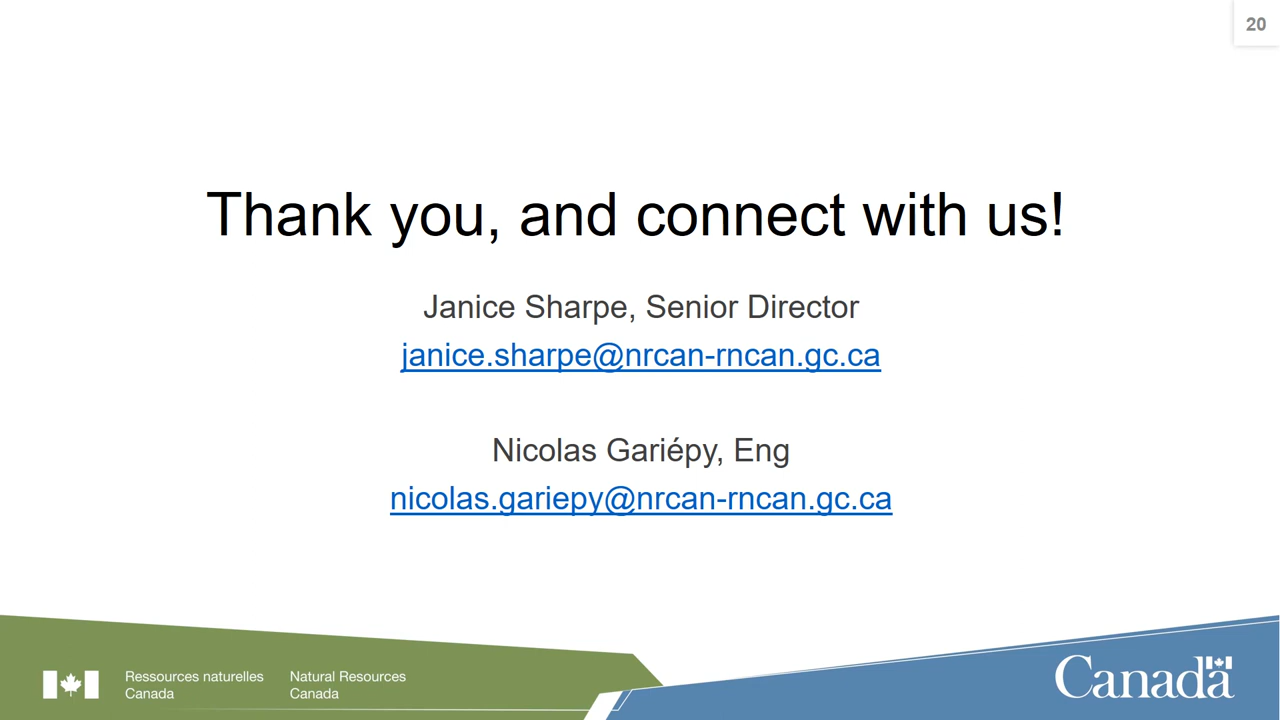 20
Thank you, and connect with us!
Janice Sharpe, Senior Director
janice.sharpe@nrcan-rncan.gc.ca
Nicolas Gariépy, Eng
nicolas.gariepy@nrcan-rncan.gc.ca
Ressources naturelles
Canada
Natural Resources
Canada
Canada